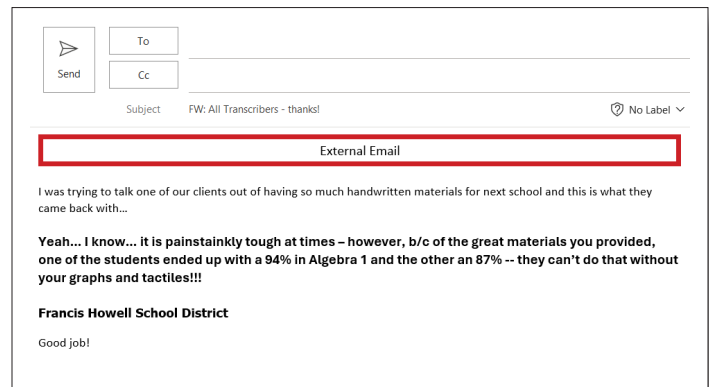 To
Send
Cc
Subject FW: All Transcribers - thanks! No Label
External Email
I was trying to talk one of our clients out of having so much handwritten materials for next school and this is what they
came back with...
Yeah... I know... it is painstainkly tough at times – however, b/c of the great materials you provided,
one of the students ended up with a 94% in Algebra 1 and the other an 87% -- they can't do that without
your graphs and tactiles!!!
Francis Howell School District
Good job!